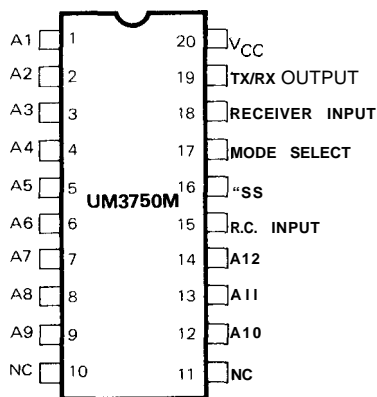 A1 1 20 VCC
A2 2 19 TX/RX OUTPUT
A3 3 18 RECEIVER INPUT
A4 4 17 MODE SELECT
A5 5 16 “SS
UM3750M
A6 6 15 R.C. INPUT
A7 7 14 A12
A8 8 13 AII
A9 9 12 A10
NC 10 11 NC